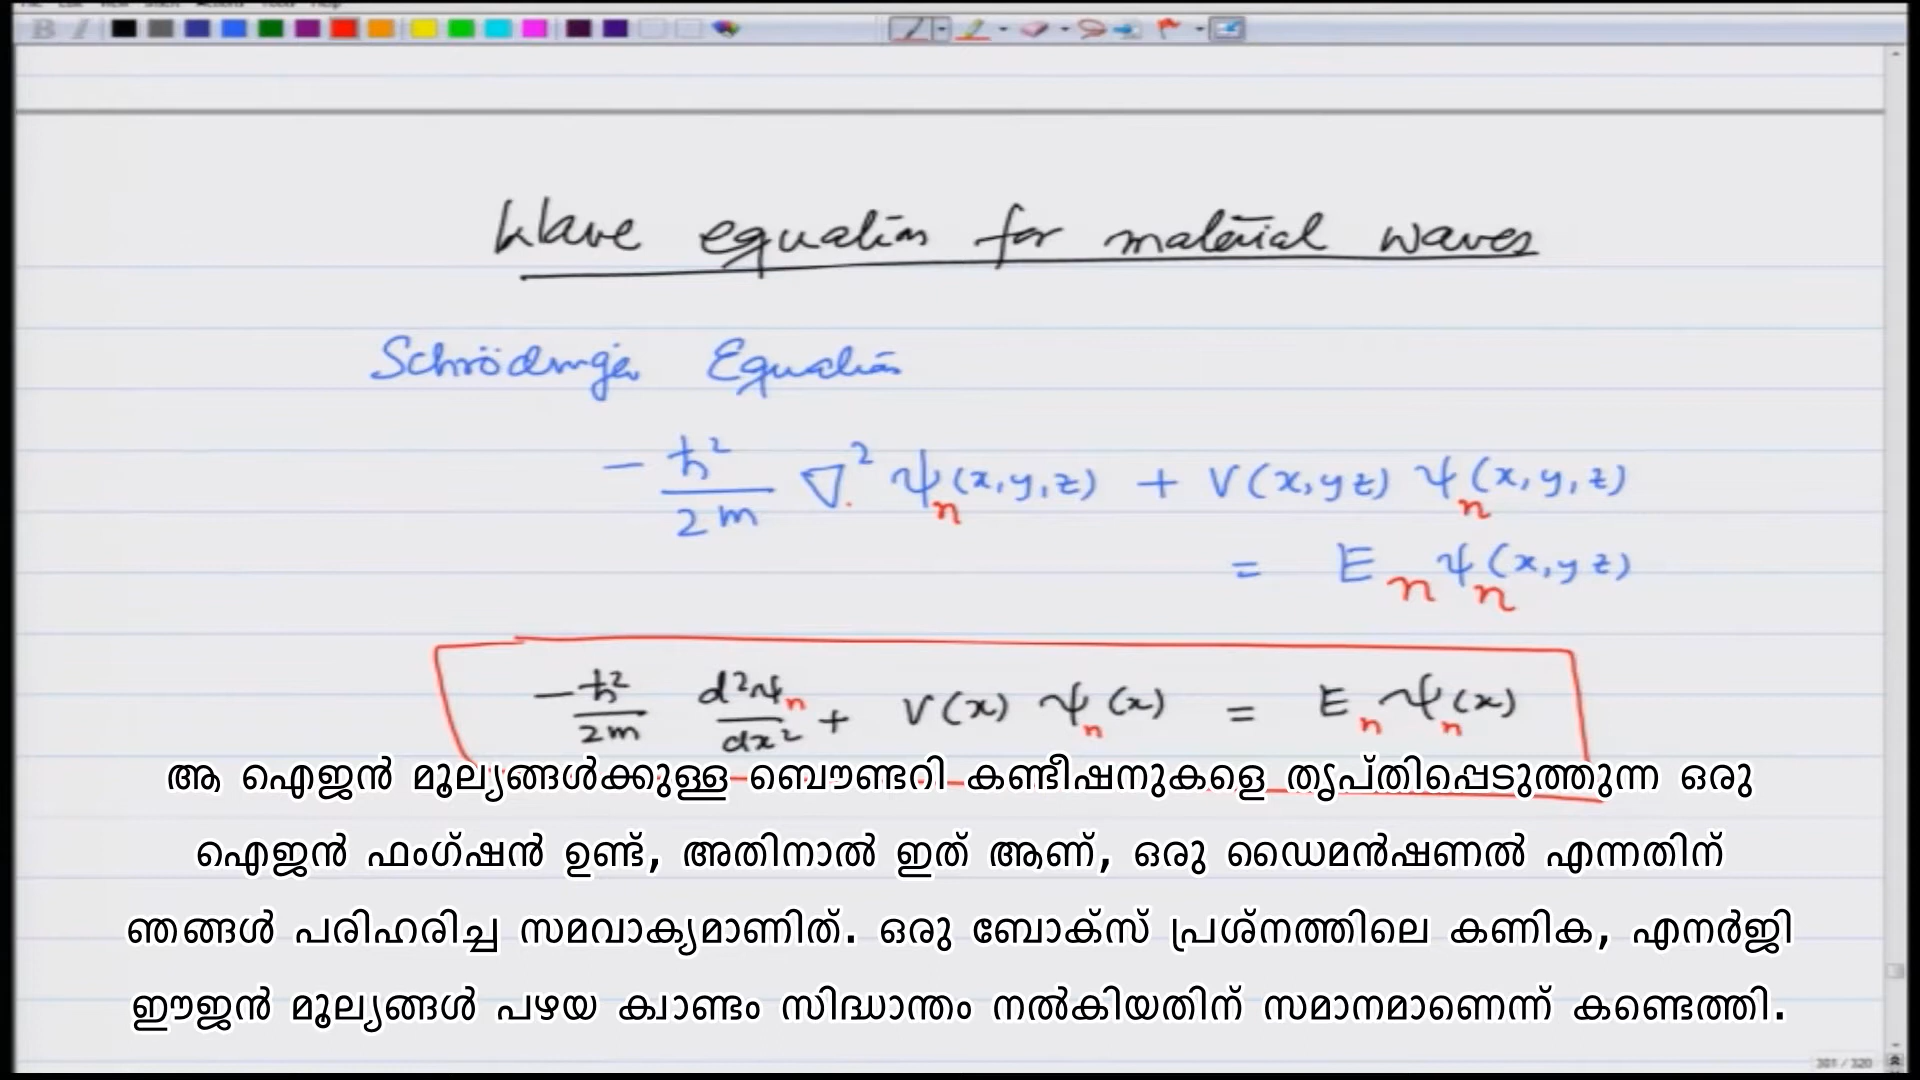 Wave equation for material waves
Schrödinger Equation
− ħ²/2m ∇² ψn(x,y,z) + V(x,y z) ψn(x,y,z)
= En ψn(x,y z)
−ħ²/2m d²ψn/dx² + V(x) ψn(x) = En ψn(x)
ആ ഐജൻ മൂല്യങ്ങൾക്കുള്ള ബൌണ്ടറി കണ്ടീഷനുകളെ തൃപ്തിപ്പെടുത്തുന്ന ഒരു
ഐജൻ ഫംഗ്ഷൻ ഉണ്ട്, അതിനാൽ ഇത് ആണ്, ഒരു ഡൈമൻഷണൽ എന്നതിന്
ഞങ്ങൾ പരിഹരിച്ച സമവാക്യമാണിത്. ഒരു ബോക്സ് പ്രശ്നത്തിലെ കണിക, എനർജി
ഈജൻ മൂല്യങ്ങൾ പഴയ ക്വാണ്ടം സിദ്ധാന്തം നൽകിയതിന് സമാനമാണെന്ന് കണ്ടെത്തി.
301 / 320